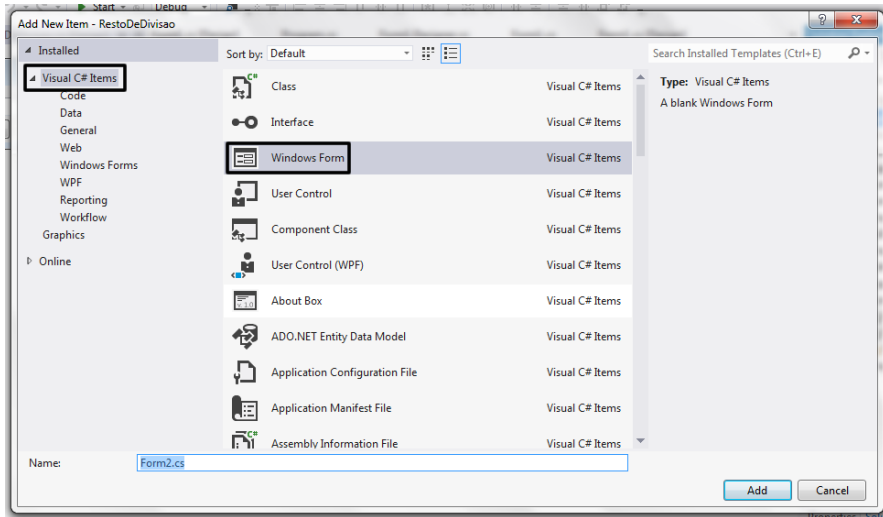 Start
Debug
Add New Item - RestoDeDivisao
Installed
Visual C# Items
Code
Data
General
Web
Windows Forms
WPF
Reporting
Workflow
Graphics
Online
Sort by: Default
Search Installed Templates (Ctrl+E)
Class Visual C# Items
Interface Visual C# Items
Windows Form Visual C# Items
User Control Visual C# Items
Component Class Visual C# Items
User Control (WPF) Visual C# Items
About Box Visual C# Items
ADO.NET Entity Data Model Visual C# Items
Application Configuration File Visual C# Items
Application Manifest File Visual C# Items
Assembly Information File Visual C# Items
Type: Visual C# Items
A blank Windows Form
Name: Form2.cs
Add Cancel